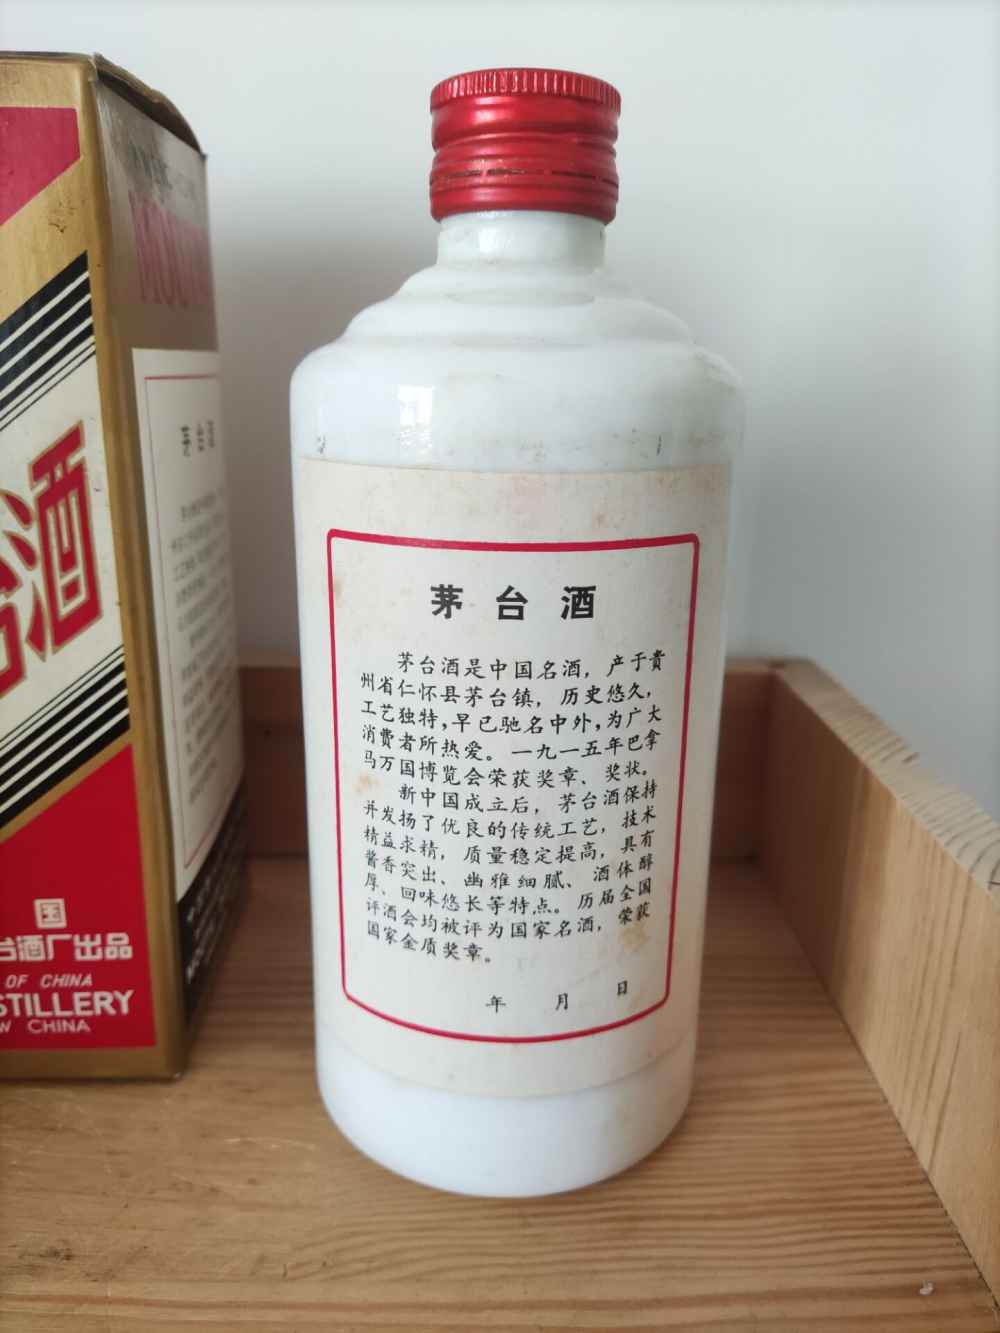 茅台酒
茅台酒是中国名酒，产于贵
州省仁怀县茅台镇，历史悠久，
工艺独特，早已驰名中外，为广大
消费者所热爱。一九一五年巴拿
马万国博览会荣获奖章、奖状。
新中国成立后，茅台酒保持
并发扬了优良的传统工艺，技术
精益求精，质量稳定提高，具有
酱香突出、幽雅细腻、酒体醇
厚、回味悠长等特点。历届全国
评酒会均被评为国家名酒，荣获
国家金质奖章。
年 月 日
台酒
国
台酒厂出品
OF CHINA
STILLERY
W CHINA
MOU